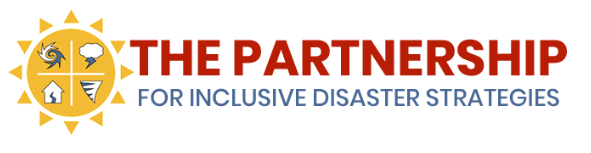 THE PARTNERSHIP
FOR INCLUSIVE DISASTER STRATEGIES